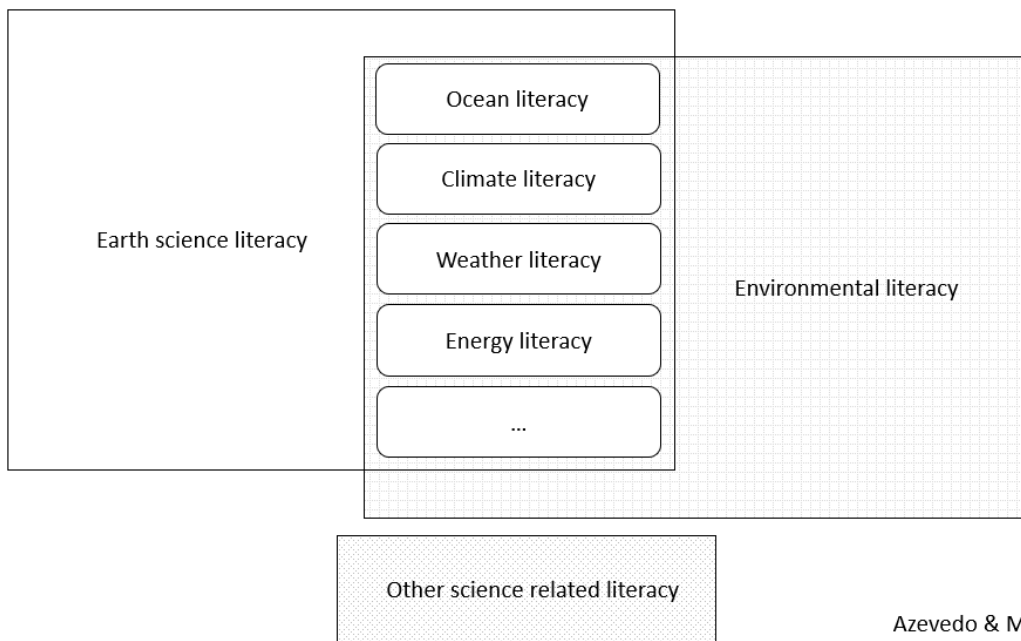 Ocean literacy
Climate literacy
Earth science literacy
Weather literacy
Environmental literacy
Energy literacy
...
Other science related literacy
Azevedo & M